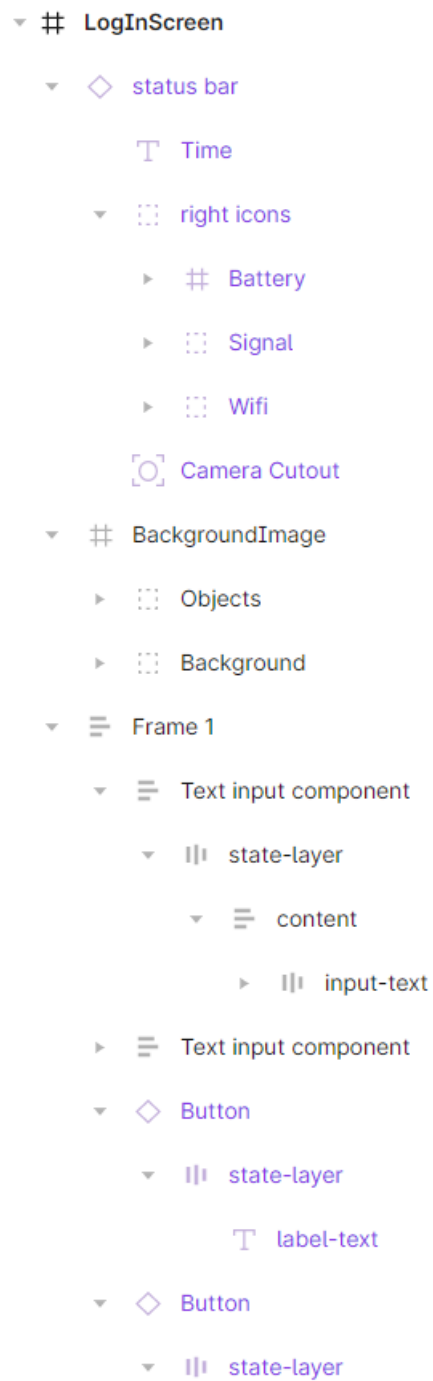 LogInScreen
status bar
Time
right icons
Battery
Signal
Wifi
Camera Cutout
BackgroundImage
Objects
Background
Frame 1
Text input component
state-layer
content
input-text
Text input component
Button
state-layer
label-text
Button
state-layer